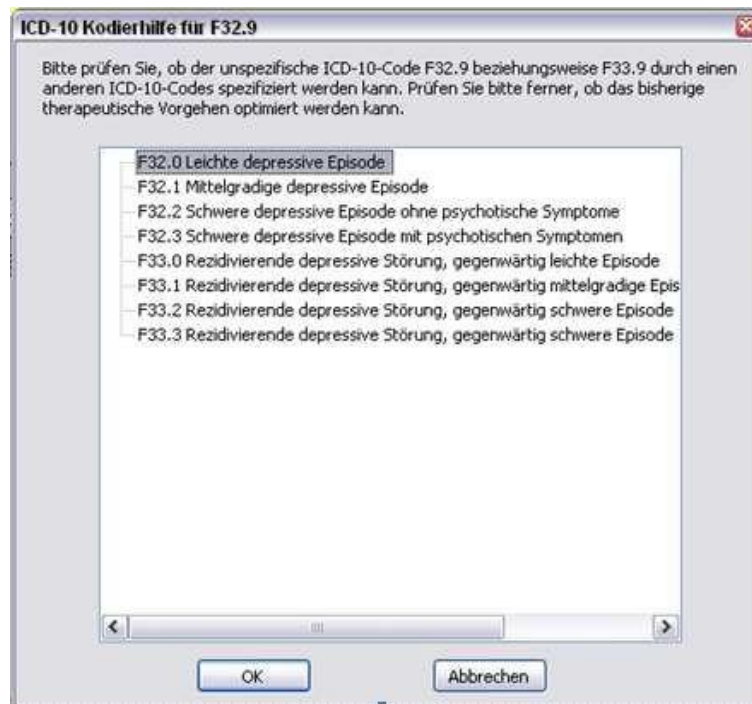 ICD-10 Kodierhilfe für F32.9
Bitte prüfen Sie, ob der unspezifische ICD-10-Code F32.9 beziehungsweise F33.9 durch einen
anderen ICD-10-Codes spezifiziert werden kann. Prüfen Sie bitte ferner, ob das bisherige
therapeutische Vorgehen optimiert werden kann.
F32.0 Leichte depressive Episode
F32.1 Mittelgradige depressive Episode
F32.2 Schwere depressive Episode ohne psychotische Symptome
F32.3 Schwere depressive Episode mit psychotischen Symptomen
F33.0 Rezidivierende depressive Störung, gegenwärtig leichte Episode
F33.1 Rezidivierende depressive Störung, gegenwärtig mittelgradige Epis
F33.2 Rezidivierende depressive Störung, gegenwärtig schwere Episode
F33.3 Rezidivierende depressive Störung, gegenwärtig schwere Episode
OK Abbrechen